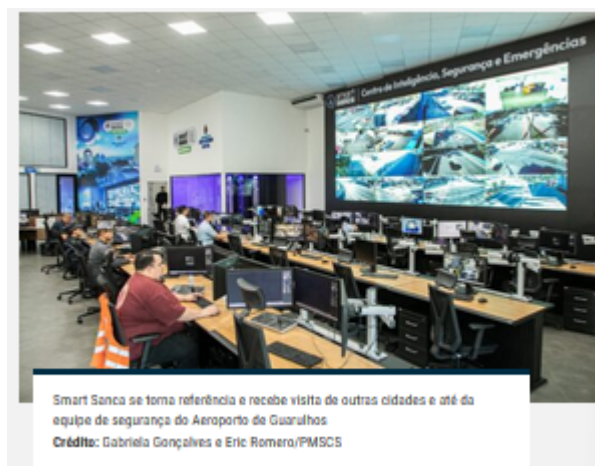 Centro de Inteligência, Segurança e Emergências
Smart Sanca se torna referência e recebe visita de outras cidades e até da
equipe de segurança do Aeroporto de Guarulhos
Crédito: Gabriela Gonçalves e Eric Romero/PMSCS